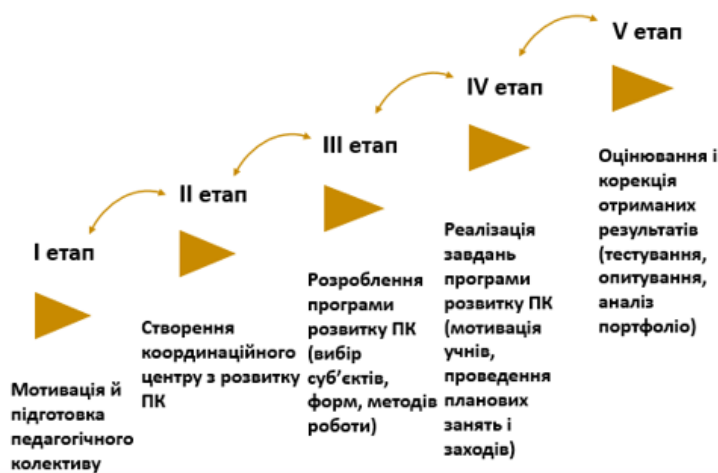 I етап
Мотивація й
підготовка
педагогічного
колективу
II етап
Створення
координаційного
центру з розвитку
ПК
III етап
Розроблення
програми
розвитку ПК
(вибір
суб’єктів,
форм, методів
роботи)
IV етап
Реалізація
завдань
програми
розвитку ПК
(мотивація
учнів,
проведення
планових
занять і
заходів)
V етап
Оцінювання і
корекція
отриманих
результатів
(тестування,
опитування,
аналіз
портфоліо)